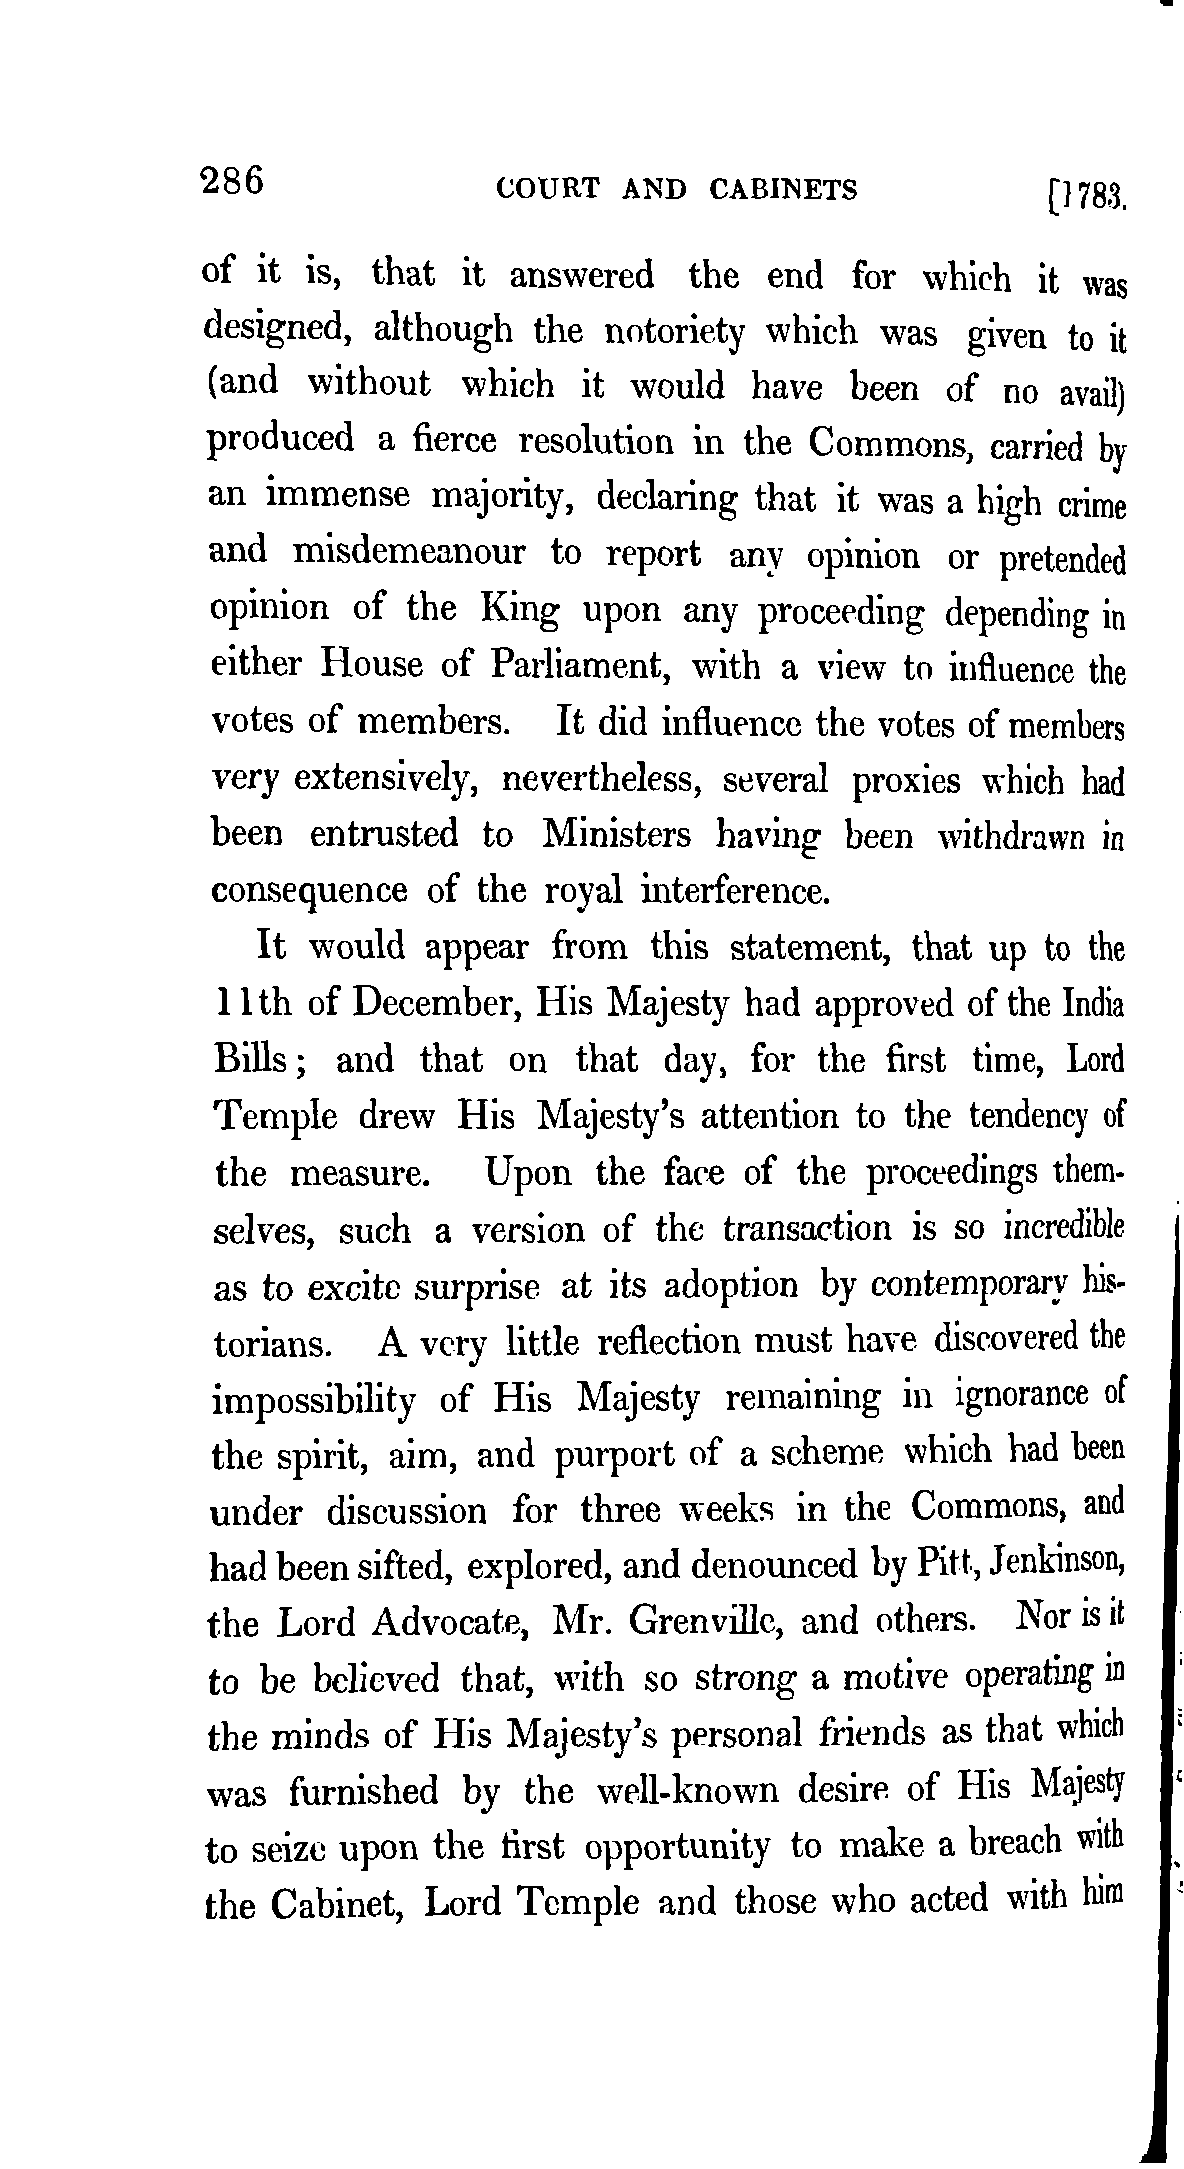 286 COURT AND CABINETS [1783.
of it is, that it answered the end for which it was
designed, although the notoriety which was given to it
(and without which it would have been of no avail)
produced a fierce resolution in the Commons, carried by
an immense majority, declaring that it was a high crime
and misdemeanour to report any opinion or pretended
opinion of the King upon any proceeding depending in
either House of Parliament, with a view to influence the
votes of members. It did influence the votes of members
very extensively, nevertheless, several proxies which had
been entrusted to Ministers having been withdrawn in
consequence of the royal interference.
It would appear from this statement, that up to the
11th of December, His Majesty had approved of the India
Bills; and that on that day, for the first time, Lord
Temple drew His Majesty's attention to the tendency of
the measure. Upon the face of the proceedings them-
selves, such a version of the transaction is so incredible
as to excite surprise at its adoption by contemporary his-
torians. A very little reflection must have discovered the
impossibility of His Majesty remaining in ignorance of
the spirit, aim, and purport of a scheme which had been
under discussion for three weeks in the Commons, and
had been sifted, explored, and denounced by Pitt, Jenkinson,
the Lord Advocate, Mr. Grenville, and others. Nor is it
to be believed that, with so strong a motive operating in
the minds of His Majesty's personal friends as that which
was furnished by the well-known desire of His Majesty
to seize upon the first opportunity to make a breach with
the Cabinet, Lord Temple and those who acted with him